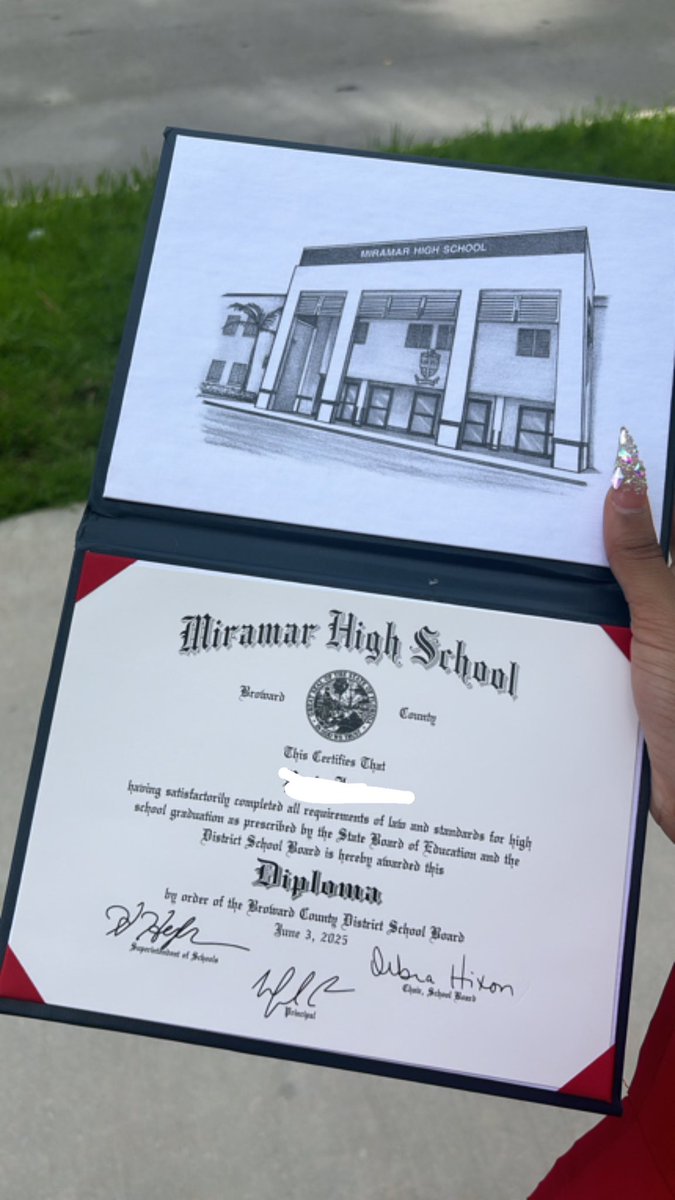 MIRAMAR HIGH SCHOOL
Miramar High School
Broward County
This Certifies That
having satisfactorily completed all requirements of law and standards for high
school graduation as prescribed by the State Board of Education and the
District School Board is hereby awarded this
Diploma
by order of the Broward County District School Board
June 3, 2025
Superintendent of Schools
Debra Hixon
Chair, School Board
Principal